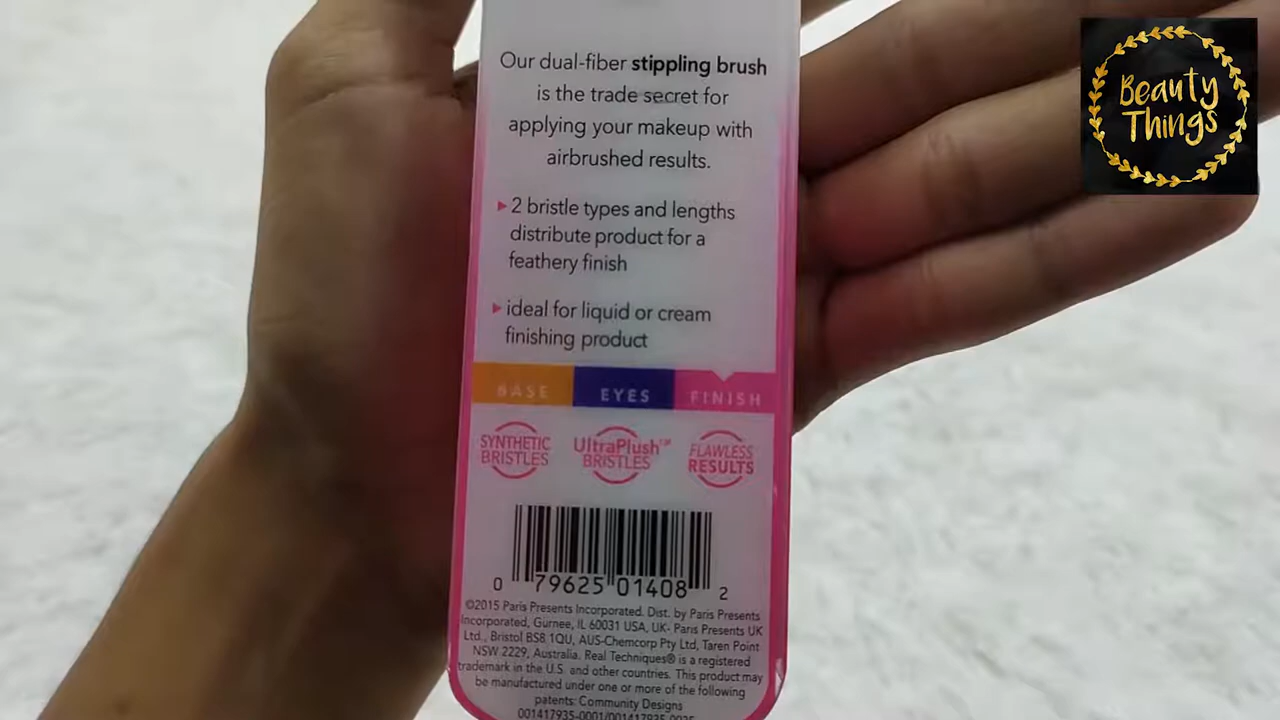 Our dual-fiber stippling brush
is the trade secret for
applying your makeup with
airbrushed results.
▸2 bristle types and lengths
distribute product for a
feathery finish
▸ideal for liquid or cream
finishing product
BASE EYES FINISH
SYNTHETIC
BRISTLES
UltraPlush™
BRISTLES
FLAWLESS
RESULTS
0 79625 01408 2
©2015 Paris Presents Incorporated. Dist. by Paris Presents
Incorporated, Gurnee, IL 60031 USA, UK- Paris Presents UK
Ltd., Bristol BS8 1QU, AUS-Chemcorp Pty Ltd, Taren Point
NSW 2229, Australia. Real Techniques® is a registered
trademark in the U.S. and other countries. This product may
be manufactured under one or more of the following
patents: Community Designs
001417935-0001/001417935-0025
Beauty
Things